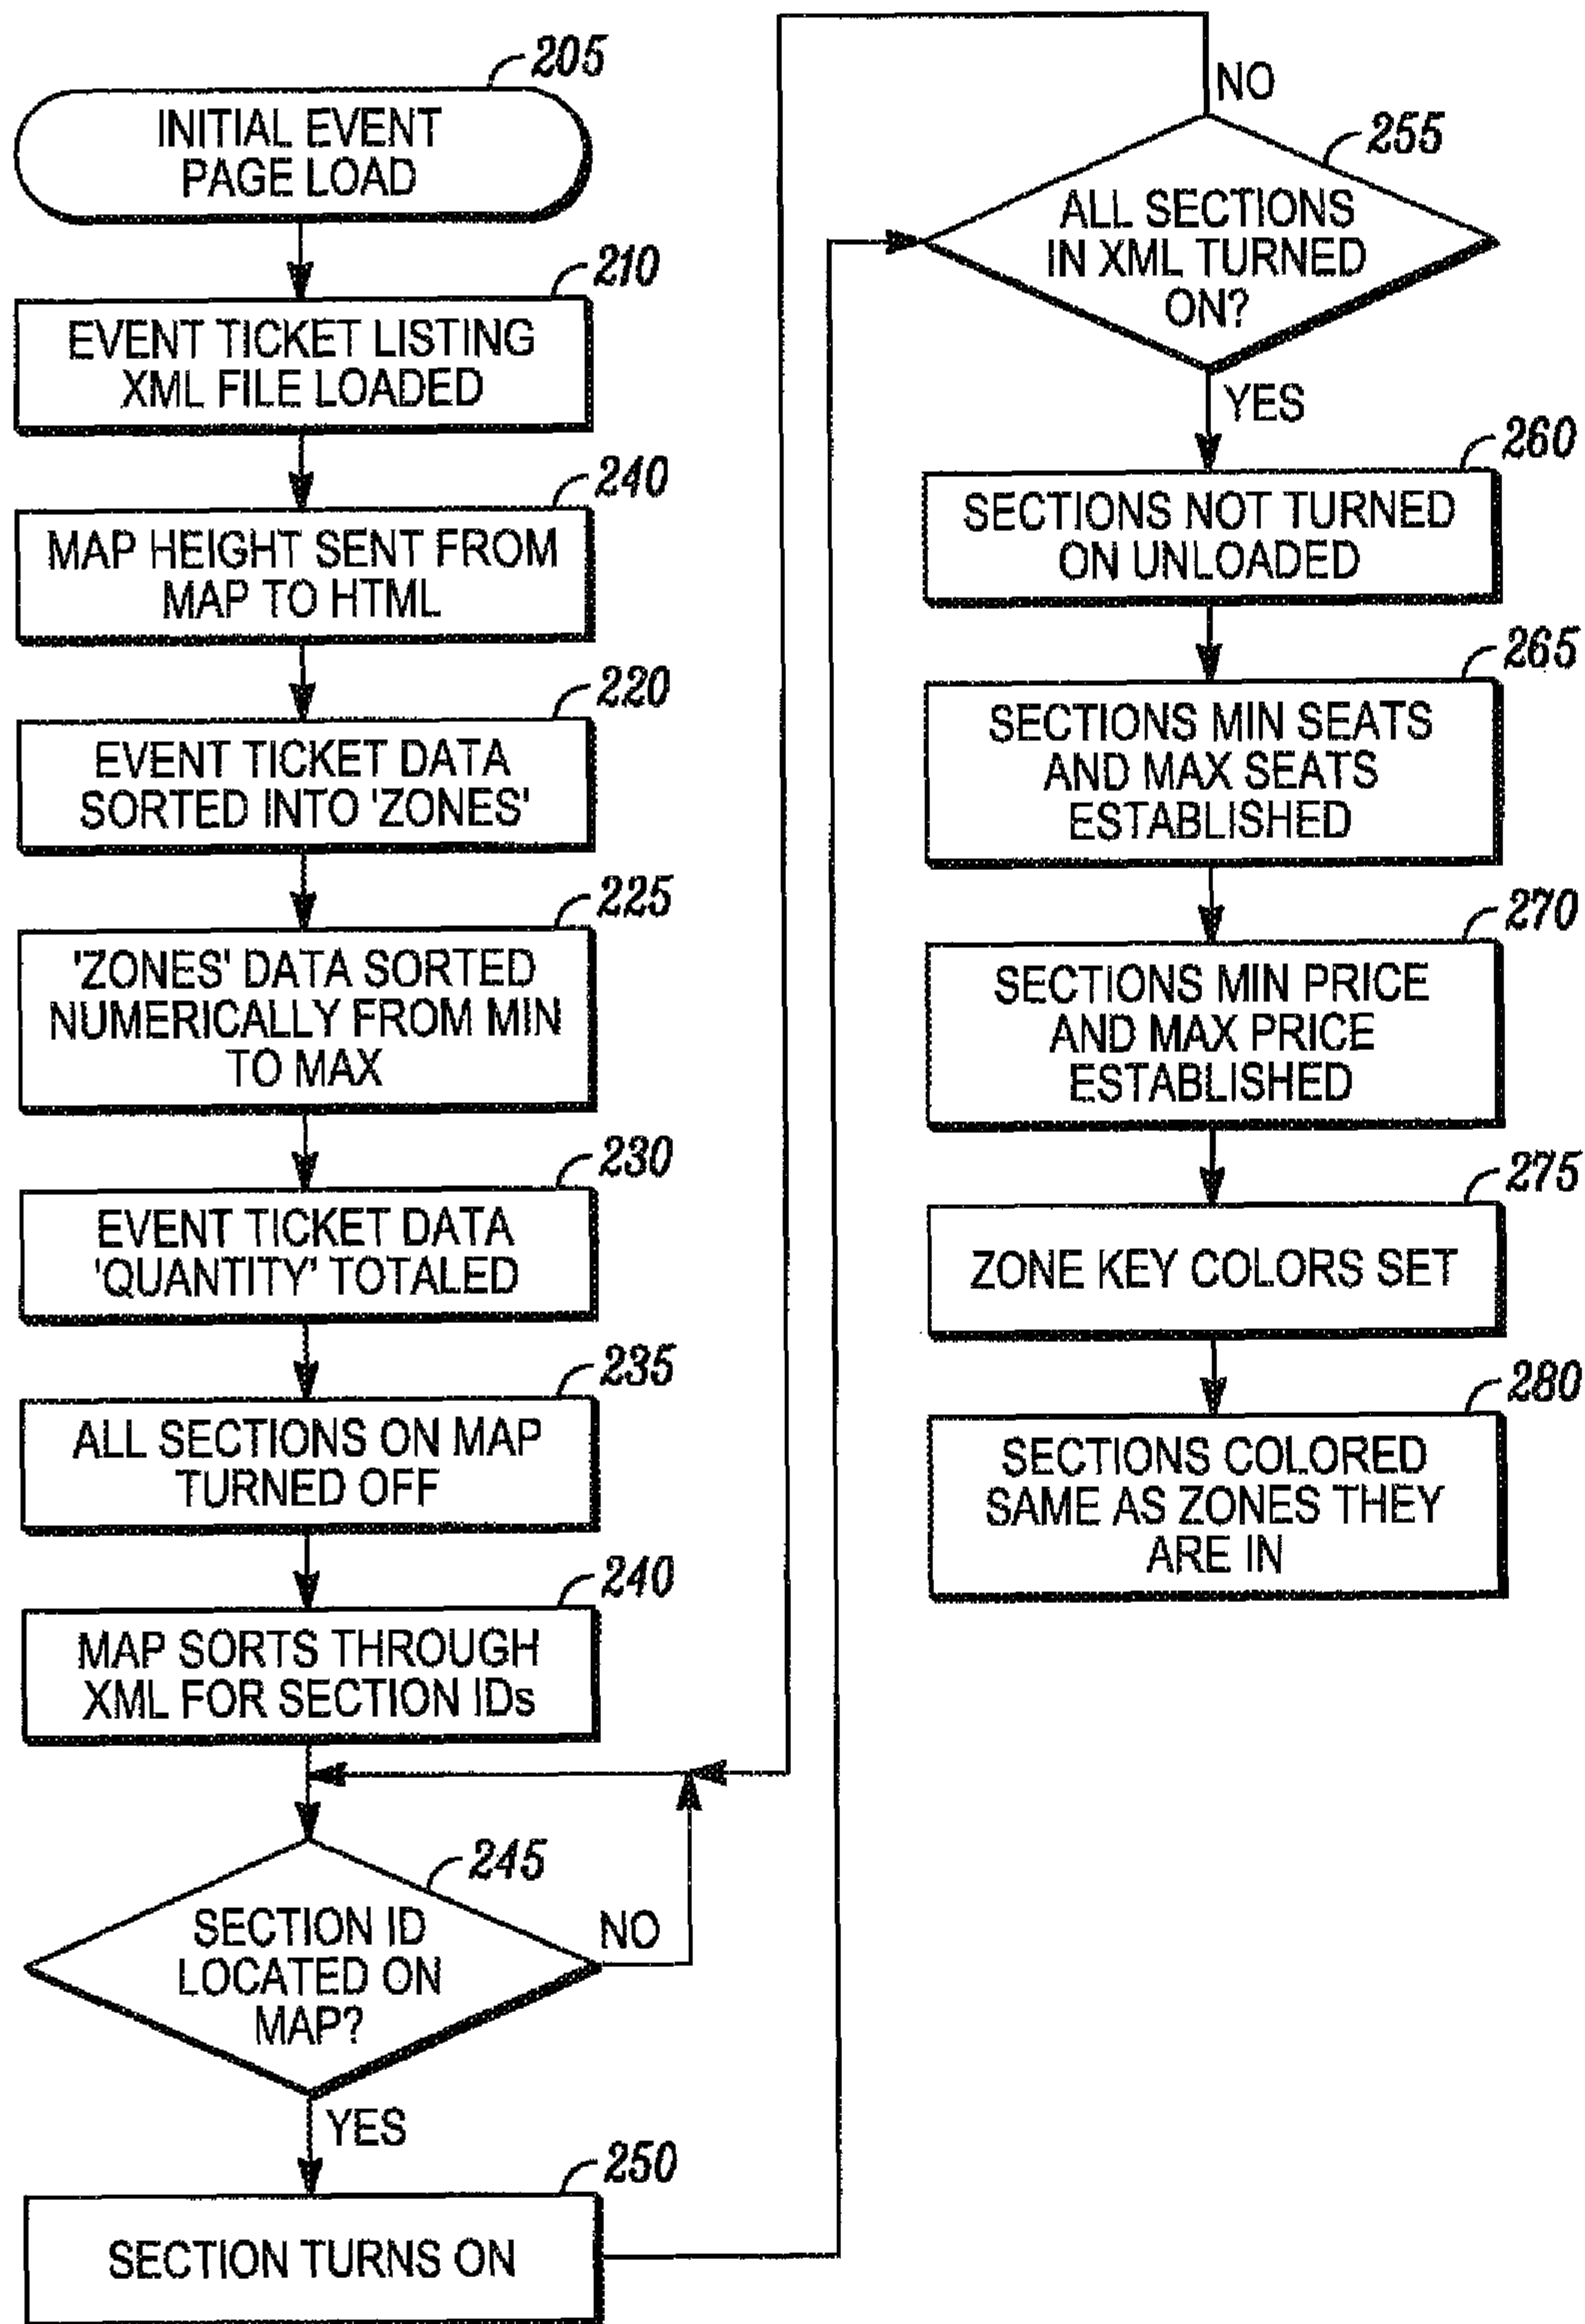 205
INITIAL EVENT
PAGE LOAD
210
EVENT TICKET LISTING
XML FILE LOADED
240
MAP HEIGHT SENT FROM
MAP TO HTML
220
EVENT TICKET DATA
SORTED INTO 'ZONES'
225
'ZONES' DATA SORTED
NUMERICALLY FROM MIN
TO MAX
230
EVENT TICKET DATA
'QUANTITY' TOTALED
235
ALL SECTIONS ON MAP
TURNED OFF
240
MAP SORTS THROUGH
XML FOR SECTION IDs
245
SECTION ID
LOCATED ON
MAP?
NO
YES
250
SECTION TURNS ON
NO
255
ALL SECTIONS
IN XML TURNED
ON?
YES
260
SECTIONS NOT TURNED
ON UNLOADED
265
SECTIONS MIN SEATS
AND MAX SEATS
ESTABLISHED
270
SECTIONS MIN PRICE
AND MAX PRICE
ESTABLISHED
275
ZONE KEY COLORS SET
280
SECTIONS COLORED
SAME AS ZONES THEY
ARE IN